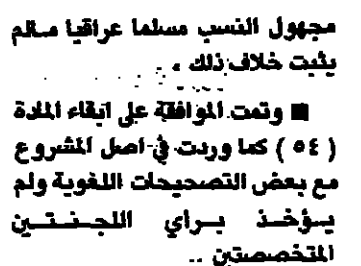 مجهول النسب مسلما عراقيا مالم
يثبت خلاف ذلك ،
■ وتمت الموافقة على ابقاء المادة
( ٥٤ ) كما وردت في اصل المشروع
مع بعض التصحيحات اللغوية ولم
يؤخذ براي اللجنتين
المتخصصتين ..